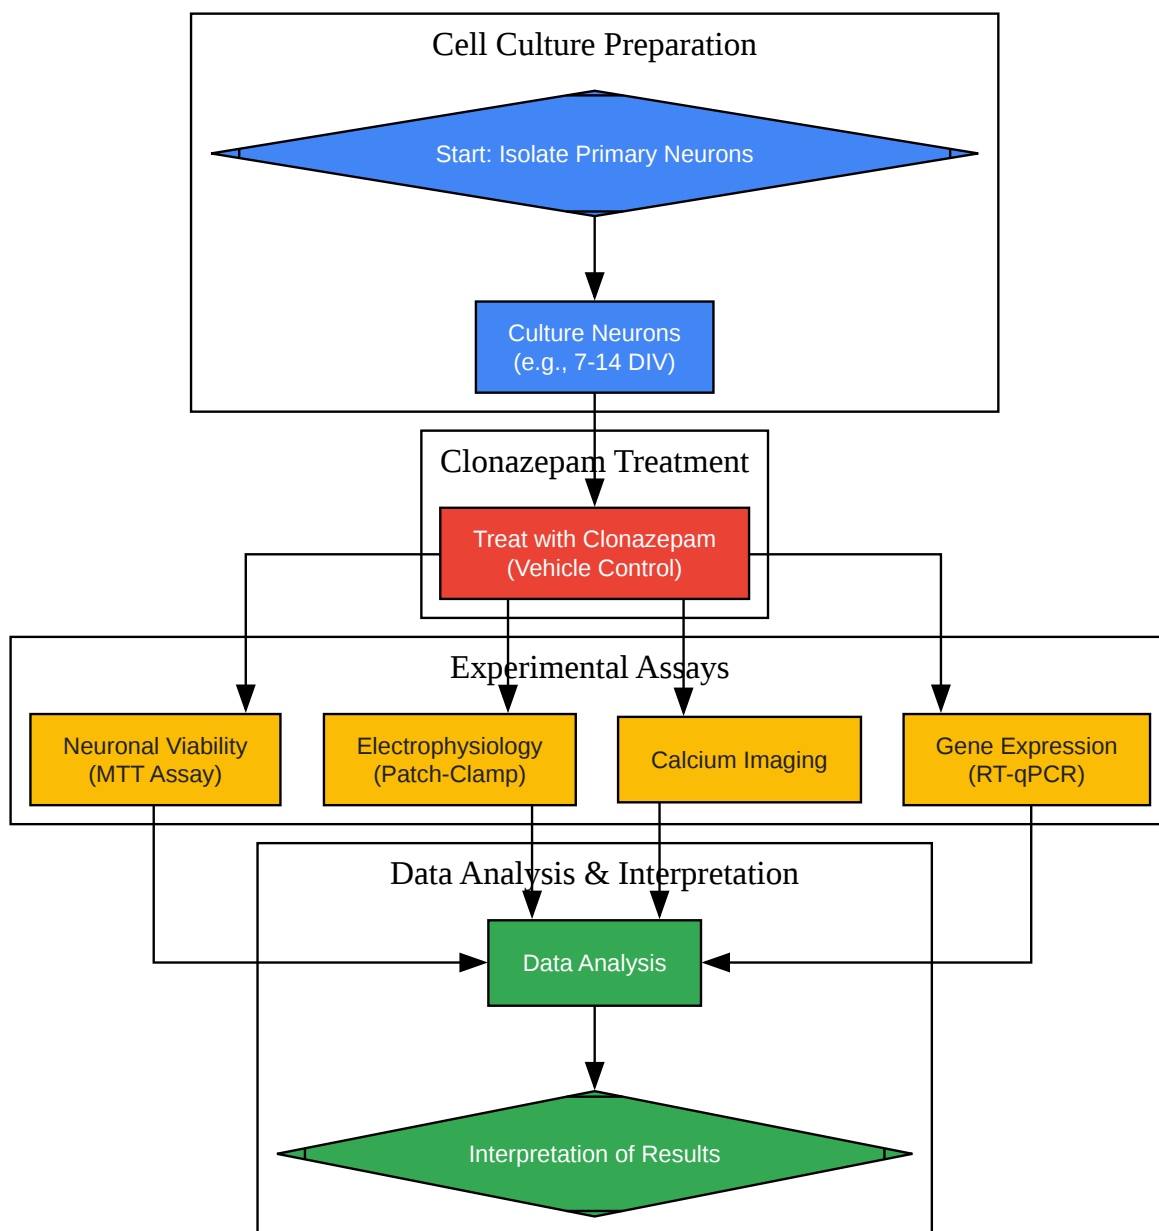 Cell Culture Preparation
Start: Isolate Primary Neurons
Culture Neurons
(e.g., 7-14 DIV)
Clonazepam Treatment
Treat with Clonazepam
(Vehicle Control)
Experimental Assays
Neuronal Viability
(MTT Assay)
Electrophysiology
(Patch-Clamp)
Calcium Imaging
Gene Expression
(RT-qPCR)
Data Analysis & Interpretation
Data Analysis
Interpretation of Results